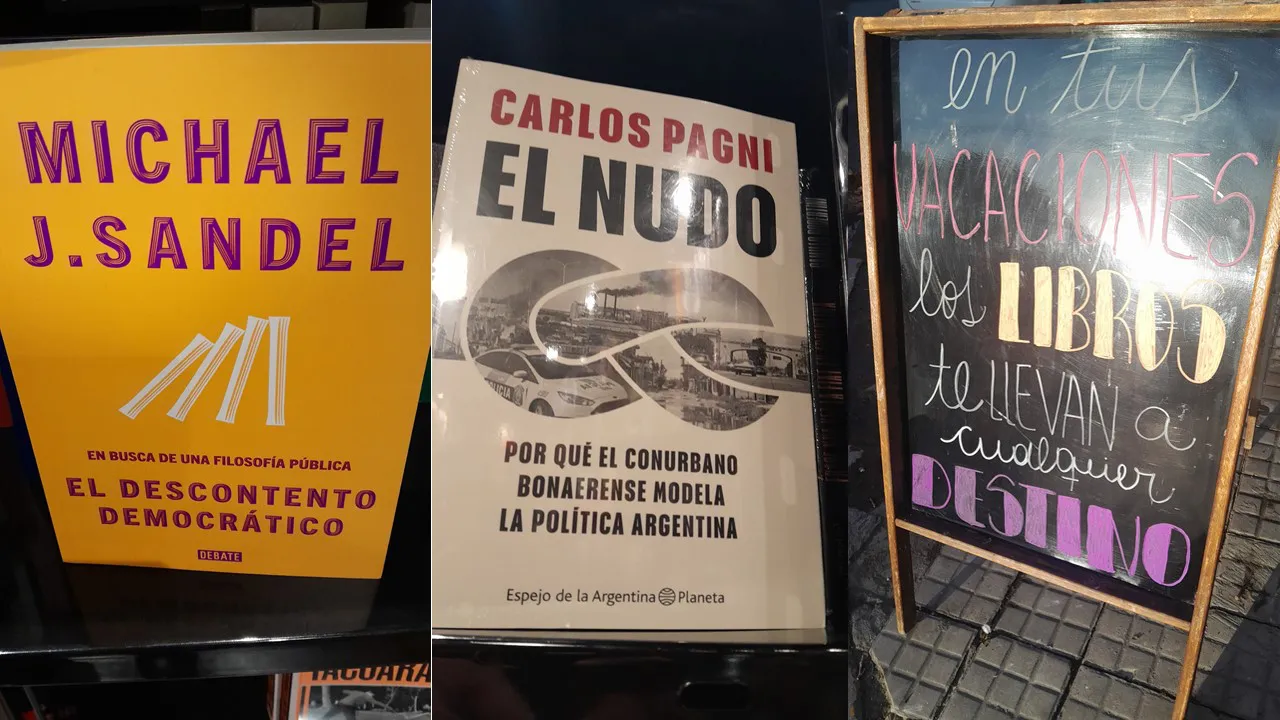 MICHAEL
J. SANDEL
EN BUSCA DE UNA FILOSOFÍA PÚBLICA
EL DESCONTENTO
DEMOCRÁTICO
DEBATE
TACUARA
CARLOS PAGNI
EL NUDO
POLICIA
POR QUÉ EL CONURBANO
BONAERENSE MODELA
LA POLÍTICA ARGENTINA
Espejo de la Argentina Planeta
en tus
VACACIONES
los LIBROS
te LLEVAN a
cualquier
DESTINO